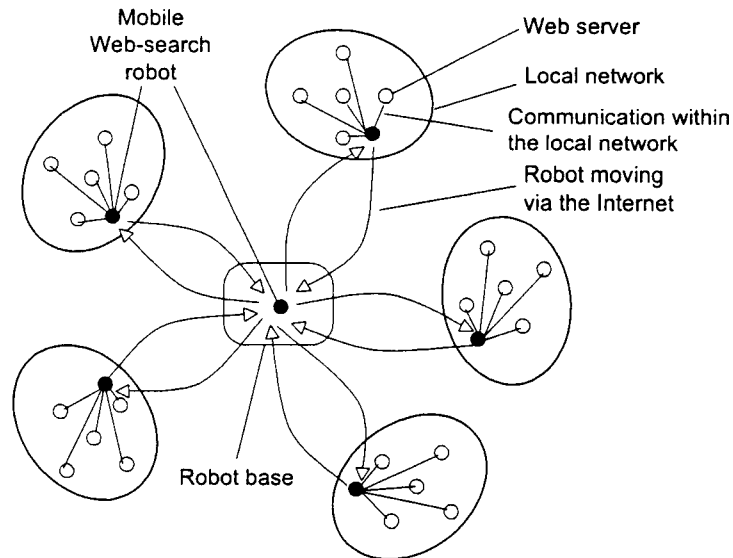 Mobile
Web-search
robot
Web server
Local network
Communication within
the local network
Robot moving
via the Internet
Robot base